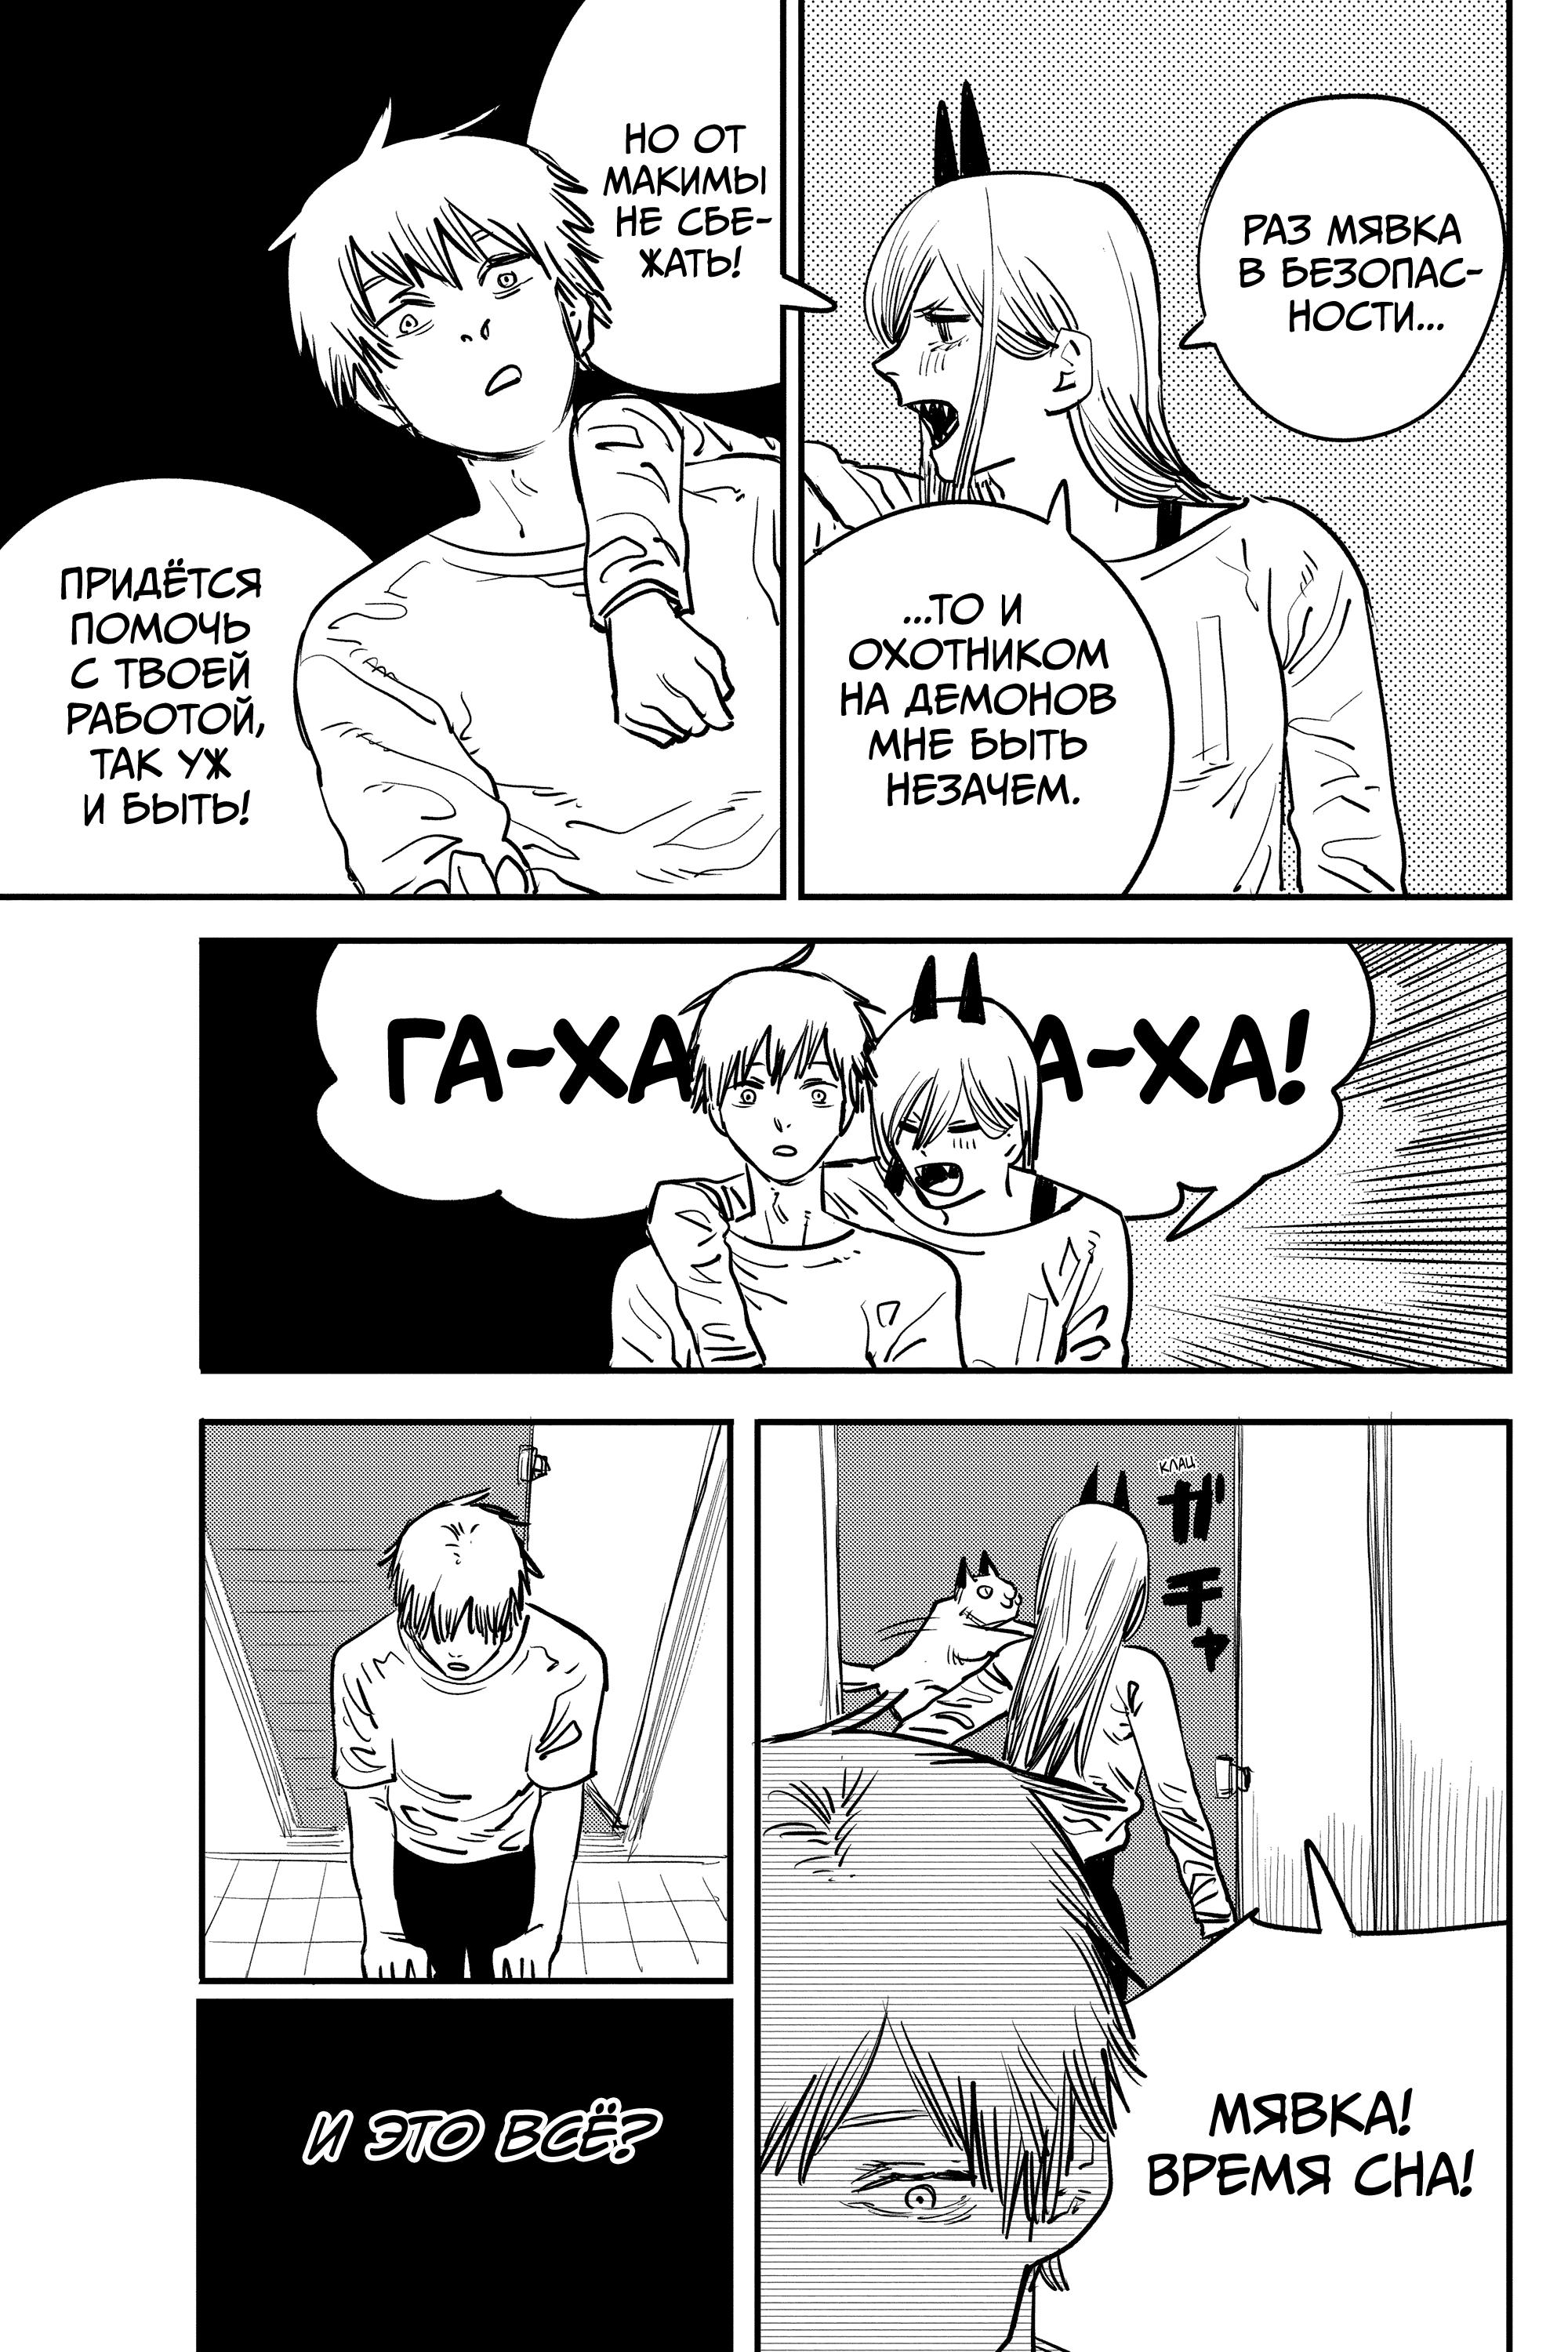 РАЗ МЯВКА
В БЕЗОПАС-
НОСТИ...
...ТО И
ОХОТНИКОМ
НА ДЕМОНОВ
МНЕ БЫТЬ
НЕЗАЧЕМ.
НО ОТ
МАКИМЫ
НЕ СБЕ-
ЖАТЬ!
ПРИДЁТСЯ
ПОМОЧЬ
С ТВОЕЙ
РАБОТОЙ,
ТАК УЖ
И БЫТЬ!
ГА-ХА А-ХА!
КЛАЦ
ガチャ
МЯВКА!
ВРЕМЯ СНА!
И ЭТО ВСЁ?